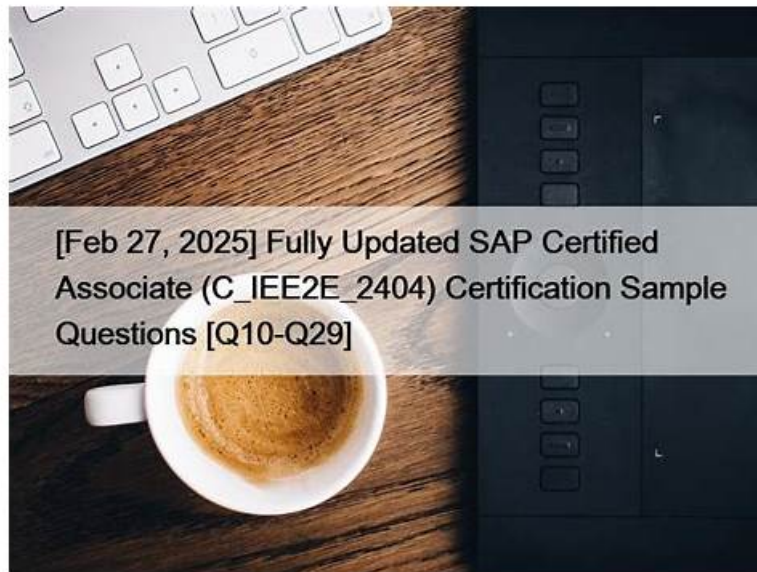 [Feb 27, 2025] Fully Updated SAP Certified
Associate (C_IEE2E_2404) Certification Sample
Questions [Q10-Q29]